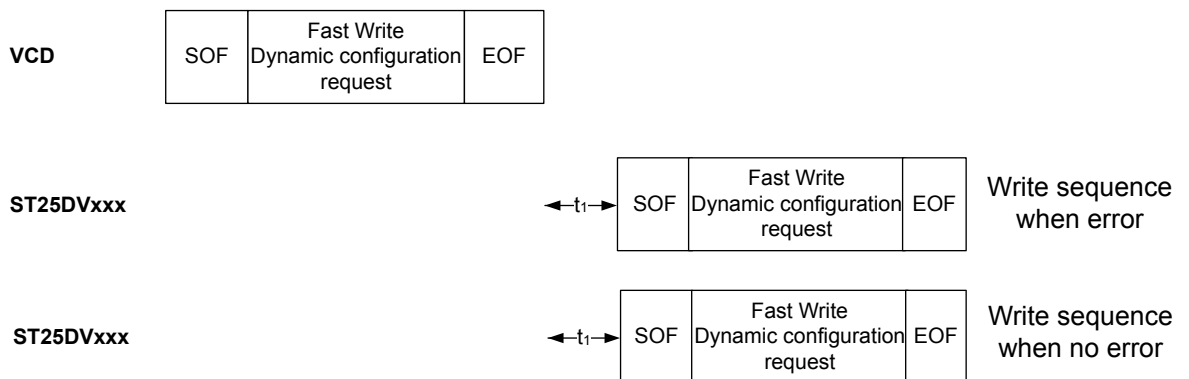 VCD
SOF
Fast Write
Dynamic configuration
request
EOF
ST25DVxxx
t1
SOF
Fast Write
Dynamic configuration
request
EOF
Write sequence
when error
ST25DVxxx
t1
SOF
Fast Write
Dynamic configuration
request
EOF
Write sequence
when no error